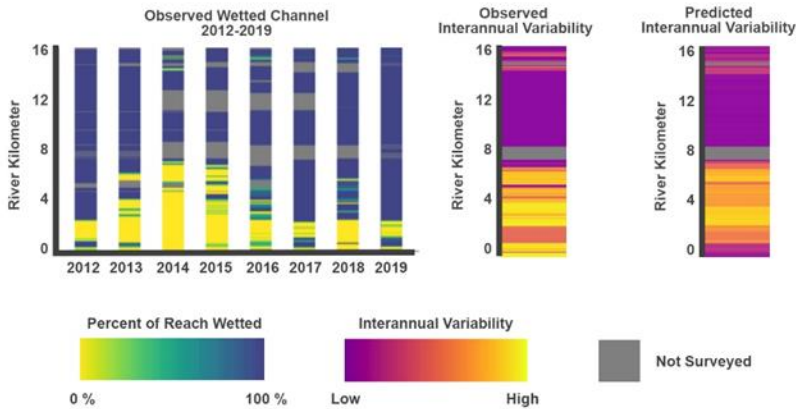 Observed Wetted Channel
2012-2019
River Kilometer
16
12
8
4
0
2012 2013 2014 2015 2016 2017 2018 2019
Observed
Interannual Variability
River Kilometer
16
12
8
4
0
Predicted
Interannual Variability
River Kilometer
16
12
8
4
0
Percent of Reach Wetted
0 % 100 %
Interannual Variability
Low High
Not Surveyed